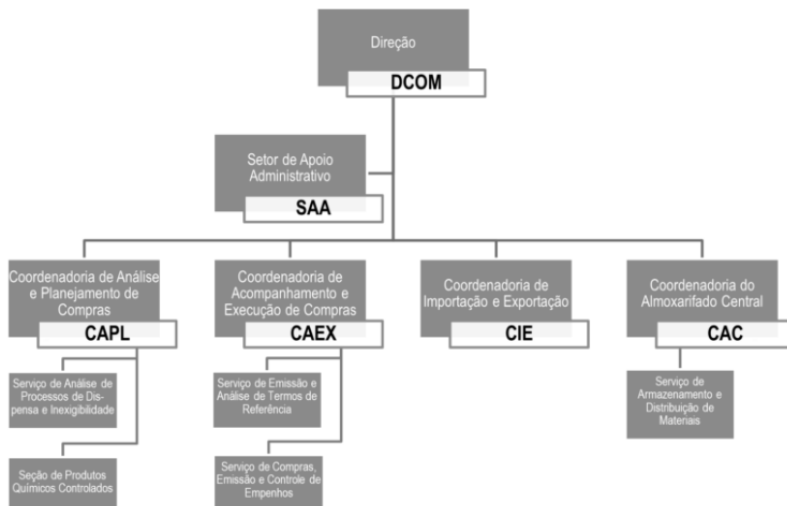 Direção
DCOM
Setor de Apoio
Administrativo
SAA
Coordenadoria de Análise
e Planejamento de
Compras
CAPL
Coordenadoria de
Acompanhamento e
Execução de Compras
CAEX
Coordenadoria de
Importação e Exportação
CIE
Coordenadoria do
Almoxarifado Central
CAC
Serviço de Análise de
Processos de Dis-
pensa e Inexigibilidade
Serviço de Emissão e
Análise de Termos de
Referência
Serviço de
Armazenamento e
Distribuição de
Materiais
Seção de Produtos
Químicos Controlados
Serviço de Compras,
Emissão e Controle de
Empenhos